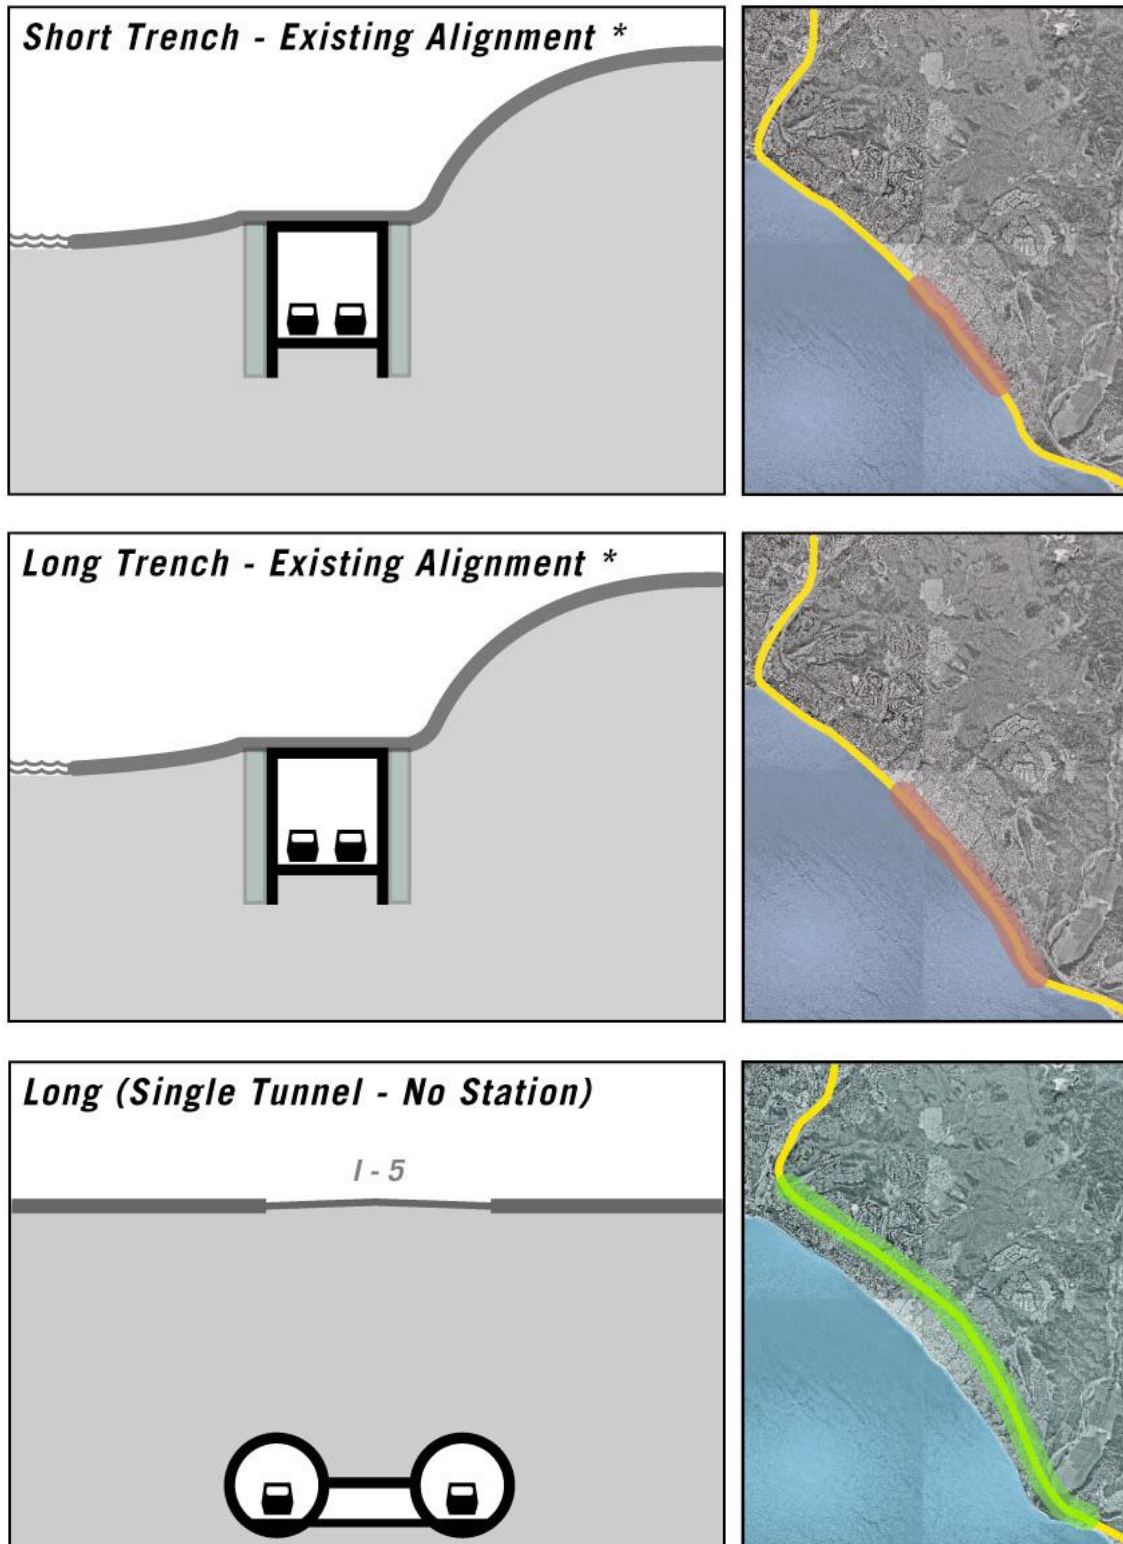 Short Trench - Existing Alignment *
Long Trench - Existing Alignment *
Long (Single Tunnel - No Station)
I - 5